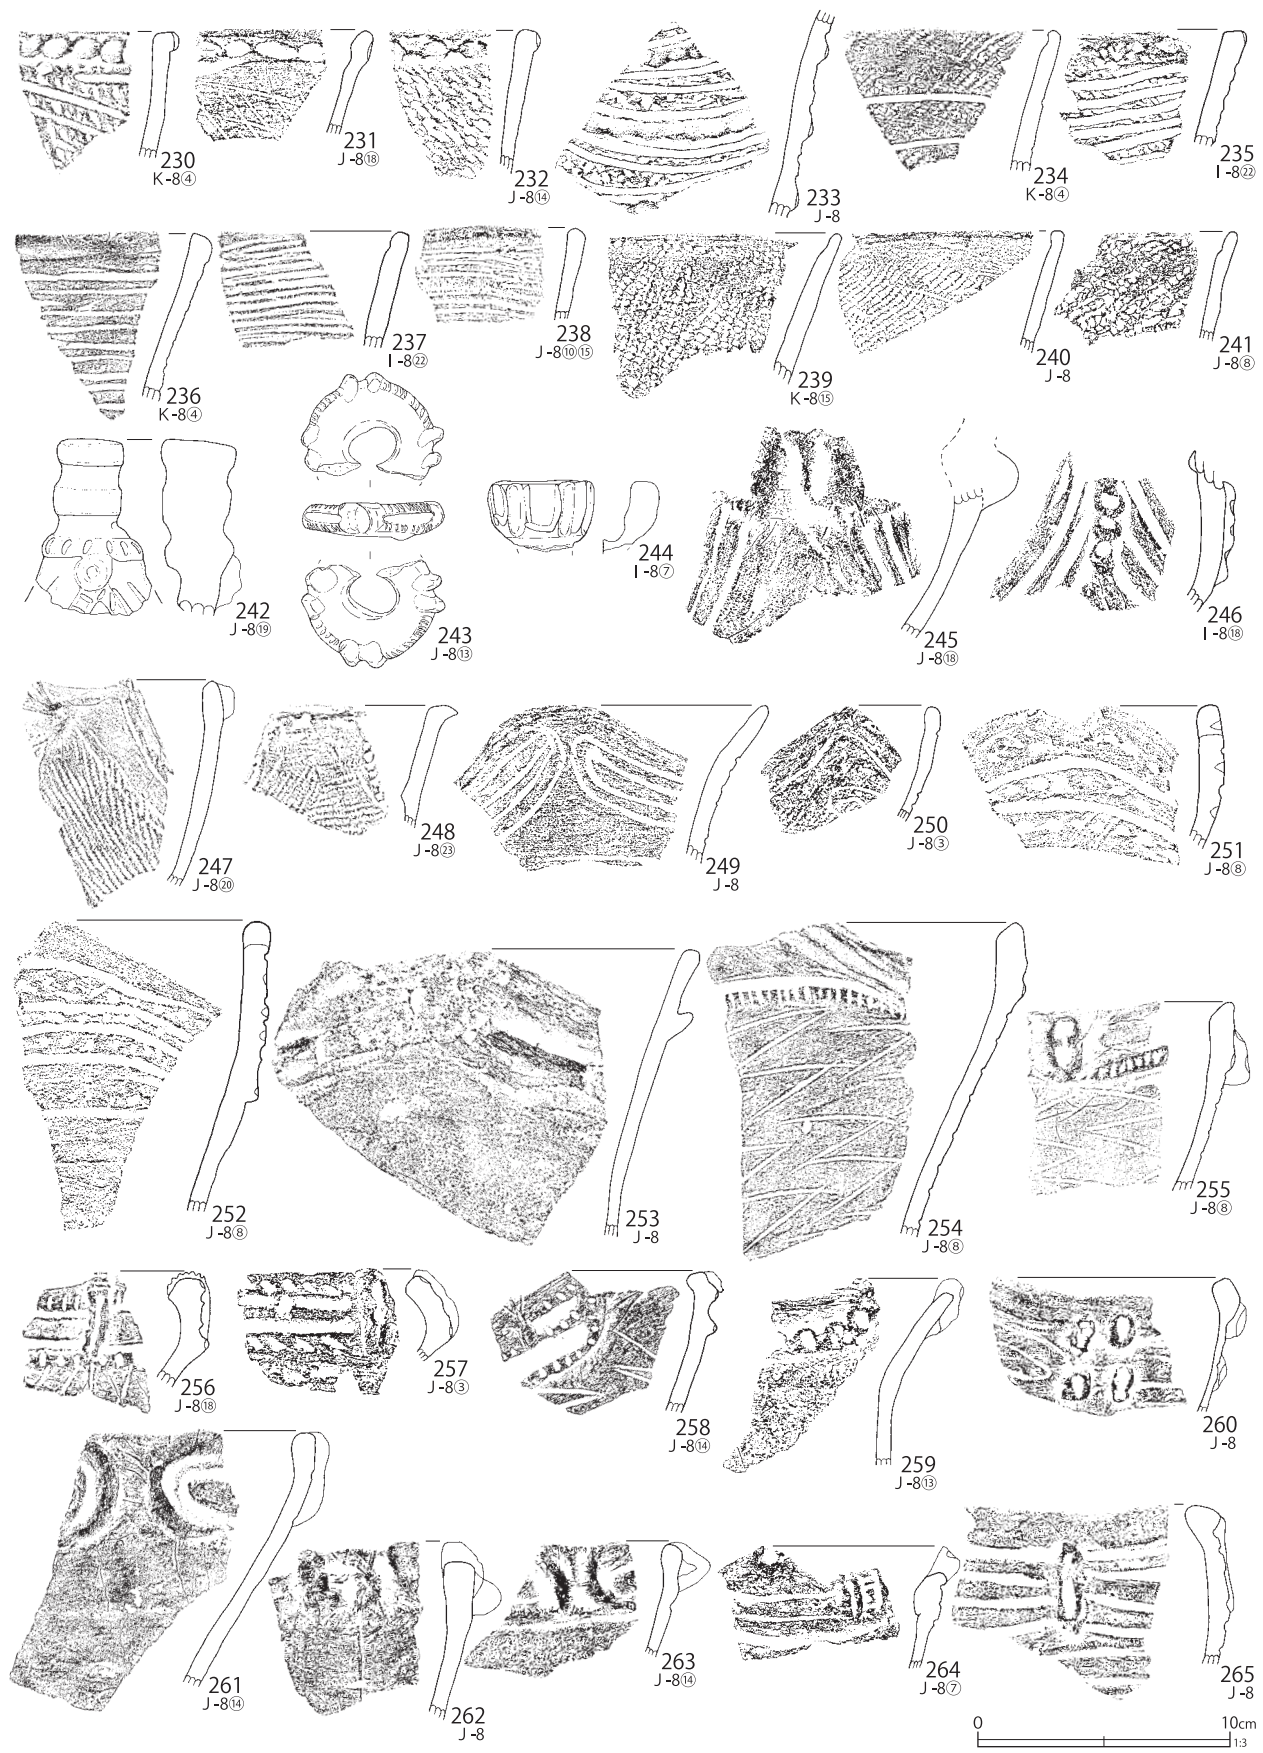 230
K-8④
231
J-8⑱
232
J-8⑭
233
J-8
234
K-8④
235
I-8㉒
236
K-8④
237
I-8㉒
238
J-8⑩⑮
239
K-8⑮
240
J-8
241
J-8⑧
242
J-8⑲
243
J-8⑬
244
I-8⑦
245
J-8⑱
246
I-8⑱
247
J-8⑳
248
J-8㉓
249
J-8
250
J-8③
251
J-8⑧
252
J-8⑧
253
J-8
254
J-8⑧
255
J-8⑧
256
J-8⑱
257
J-8③
258
J-8⑭
259
J-8⑬
260
J-8
261
J-8⑭
262
J-8
263
J-8⑭
264
J-8⑦
265
J-8
0 10cm
1:3